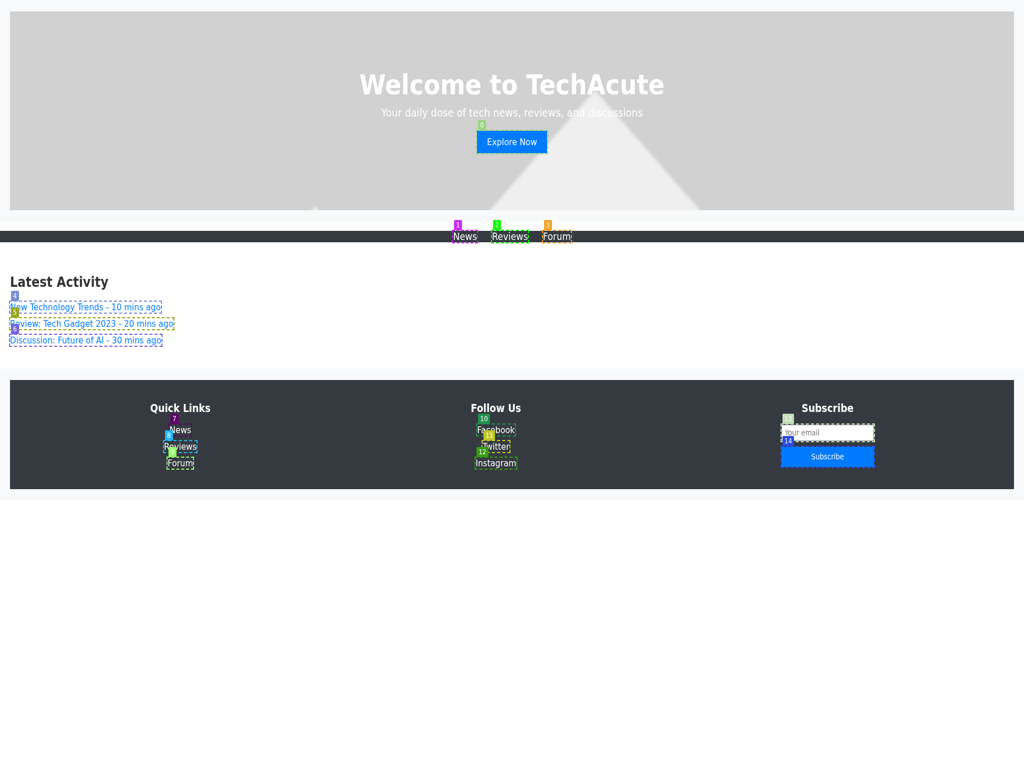 Welcome to TechAcute
Your daily dose of tech news, reviews, and discussions
0
Explore Now
1 2 3
News Reviews Forum
Latest Activity
4
New Technology Trends - 10 mins ago
5
Review: Tech Gadget 2023 - 20 mins ago
6
Discussion: Future of AI - 30 mins ago
Quick Links
7
News
8
Reviews
9
Forum
Follow Us
10
Facebook
11
Twitter
12
Instagram
Subscribe
13
Your email
14
Subscribe